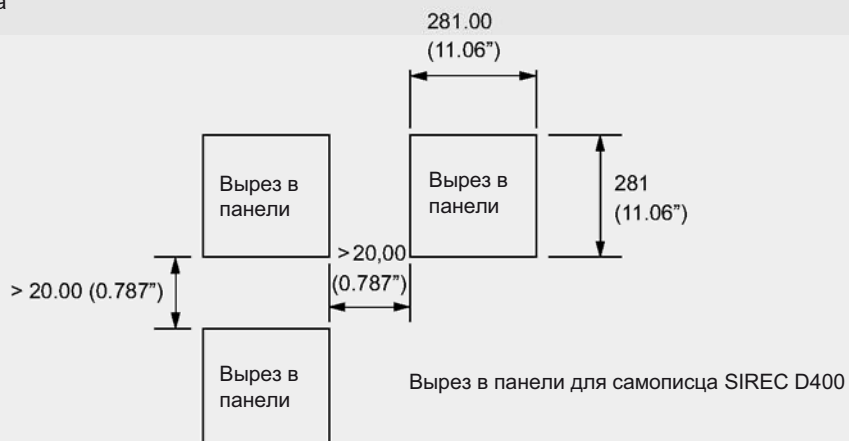 а
281.00
(11.06”)
Вырез в
панели
Вырез в
панели
281
(11.06”)
>20,00
(0.787”)
> 20.00 (0.787”)
Вырез в
панели
Вырез в панели для самописца SIREC D400